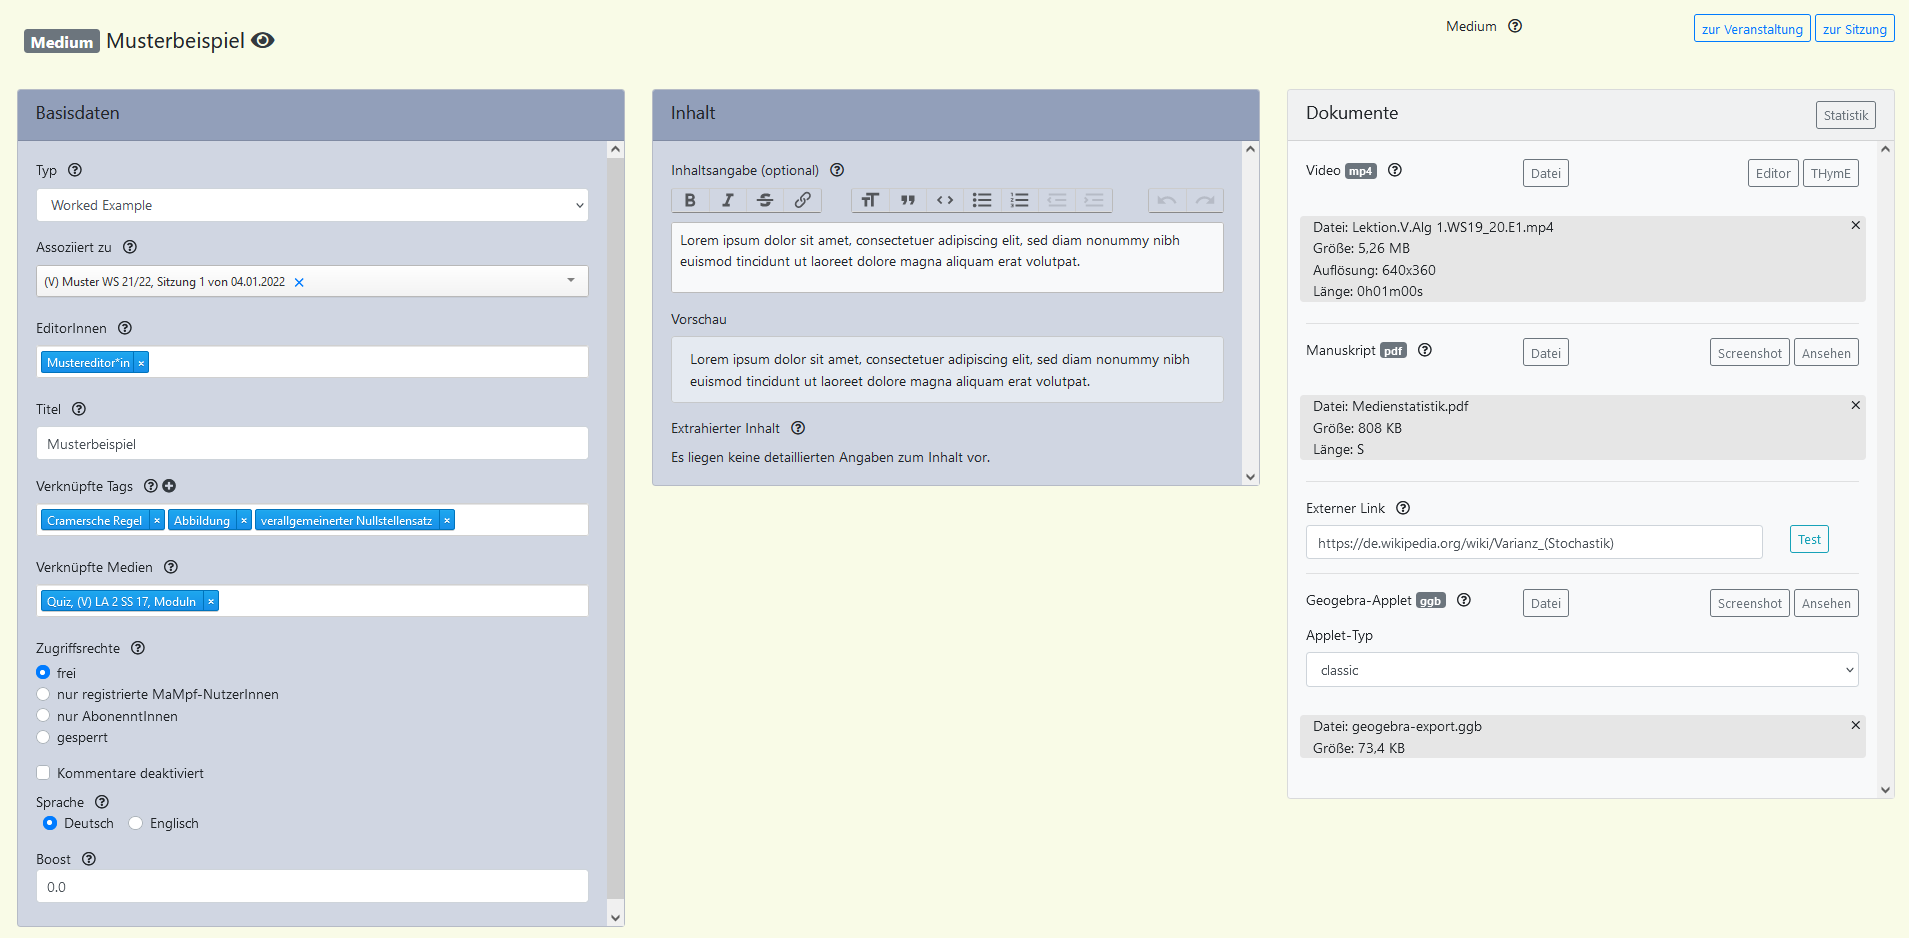 Medium Musterbeispiel
Medium
zur Veranstaltung
zur Sitzung
Basisdaten
Typ
Worked Example
Assoziiert zu
(V) Muster WS 21/22, Sitzung 1 von 04.01.2022 ×
EditorInnen
Mustereditor*in ×
Titel
Musterbeispiel
Verknüpfte Tags
Cramersche Regel × Abbildung × verallgemeinerter Nullstellensatz ×
Verknüpfte Medien
Quiz, (V) LA 2 SS 17, Moduln ×
Zugriffsrechte
frei
nur registrierte MaMpf-NutzerInnen
nur AbonnentInnen
gesperrt
Kommentare deaktiviert
Sprache
Deutsch Englisch
Boost
0.0
Inhalt
Inhaltsangabe (optional)
Lorem ipsum dolor sit amet, consectetuer adipiscing elit, sed diam nonummy nibh
euismod tincidunt ut laoreet dolore magna aliquam erat volutpat.
Vorschau
Lorem ipsum dolor sit amet, consectetuer adipiscing elit, sed diam nonummy nibh
euismod tincidunt ut laoreet dolore magna aliquam erat volutpat.
Extrahierter Inhalt
Es liegen keine detaillierten Angaben zum Inhalt vor.
Dokumente
Statistik
Video mp4 Datei Editor THymE
Datei: Lektion.V.Alg 1.WS19_20.E1.mp4
Größe: 5,26 MB
Auflösung: 640x360
Länge: 0h01m00s
Manuskript pdf Datei Screenshot Ansehen
Datei: Medienstatistik.pdf
Größe: 808 KB
Länge: S
Externer Link
https://de.wikipedia.org/wiki/Varianz_(Stochastik) Test
Geogebra-Applet ggb Datei Screenshot Ansehen
Applet-Typ
classic
Datei: geogebra-export.ggb
Größe: 73,4 KB